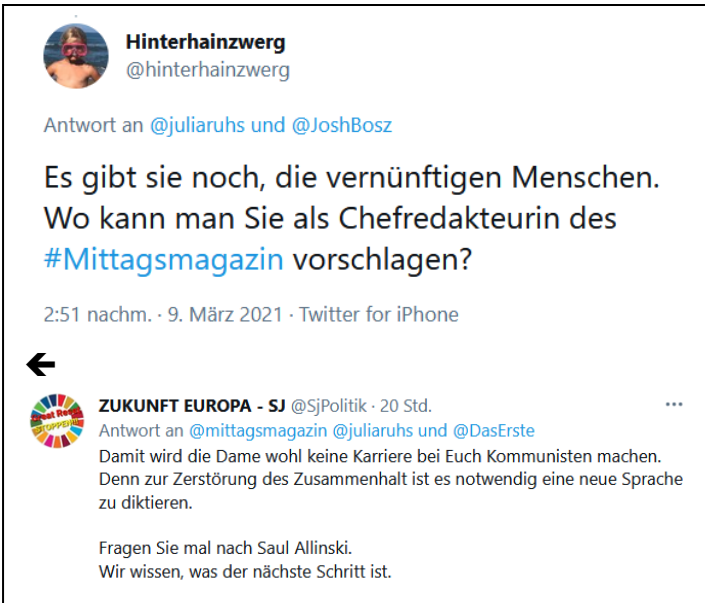 Hinterhainzwerg
@hinterhainzwerg
Antwort an @juliaruhs und @JoshBosz
Es gibt sie noch, die vernünftigen Menschen.
Wo kann man Sie als Chefredakteurin des
#Mittagsmagazin vorschlagen?
2:51 nachm. · 9. März 2021 · Twitter for iPhone
Great Reset
STOPPEN!
ZUKUNFT EUROPA - SJ @SjPolitik · 20 Std.
Antwort an @mittagsmagazin @juliaruhs und @DasErste
Damit wird die Dame wohl keine Karriere bei Euch Kommunisten machen.
Denn zur Zerstörung des Zusammenhalt ist es notwendig eine neue Sprache
zu diktieren.
Fragen Sie mal nach Saul Allinski.
Wir wissen, was der nächste Schritt ist.